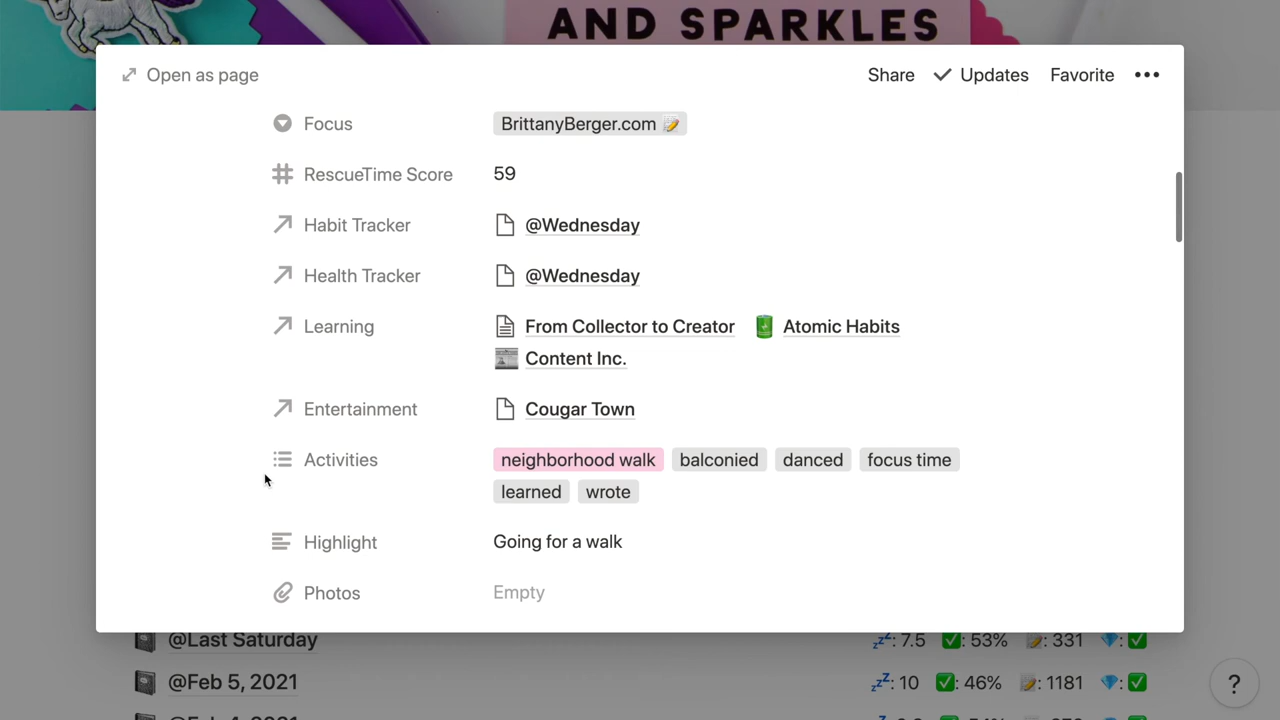 AND SPARKLES
Open as page Share Updates Favorite •••
Focus BrittanyBerger.com 📝
RescueTime Score 59
Habit Tracker @Wednesday
Health Tracker @Wednesday
Learning From Collector to Creator Atomic Habits
Content Inc.
Entertainment Cougar Town
Activities neighborhood walk balconied danced focus time
learned wrote
Highlight Going for a walk
Photos Empty
@Last Saturday 💤: 7.5 ✅: 53% 📝: 331 💎: ✅
@Feb 5, 2021 💤: 10 ✅: 46% 📝: 1181 💎: ✅
?